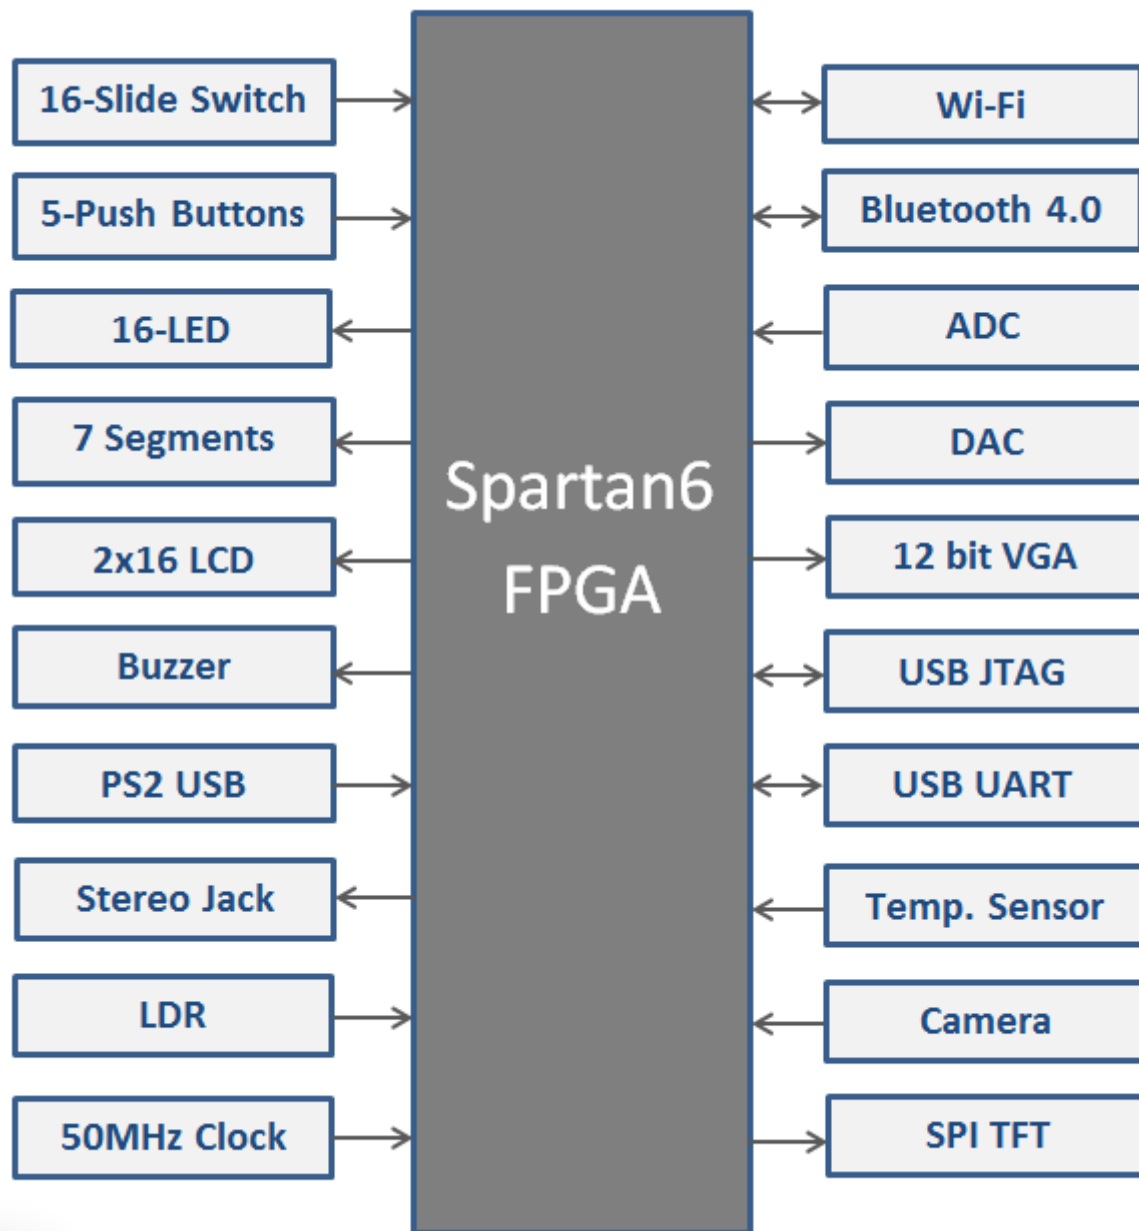 16-Slide Switch
5-Push Buttons
16-LED
7 Segments
2x16 LCD
Buzzer
PS2 USB
Stereo Jack
LDR
50MHz Clock
Spartan6
FPGA
Wi-Fi
Bluetooth 4.0
ADC
DAC
12 bit VGA
USB JTAG
USB UART
Temp. Sensor
Camera
SPI TFT